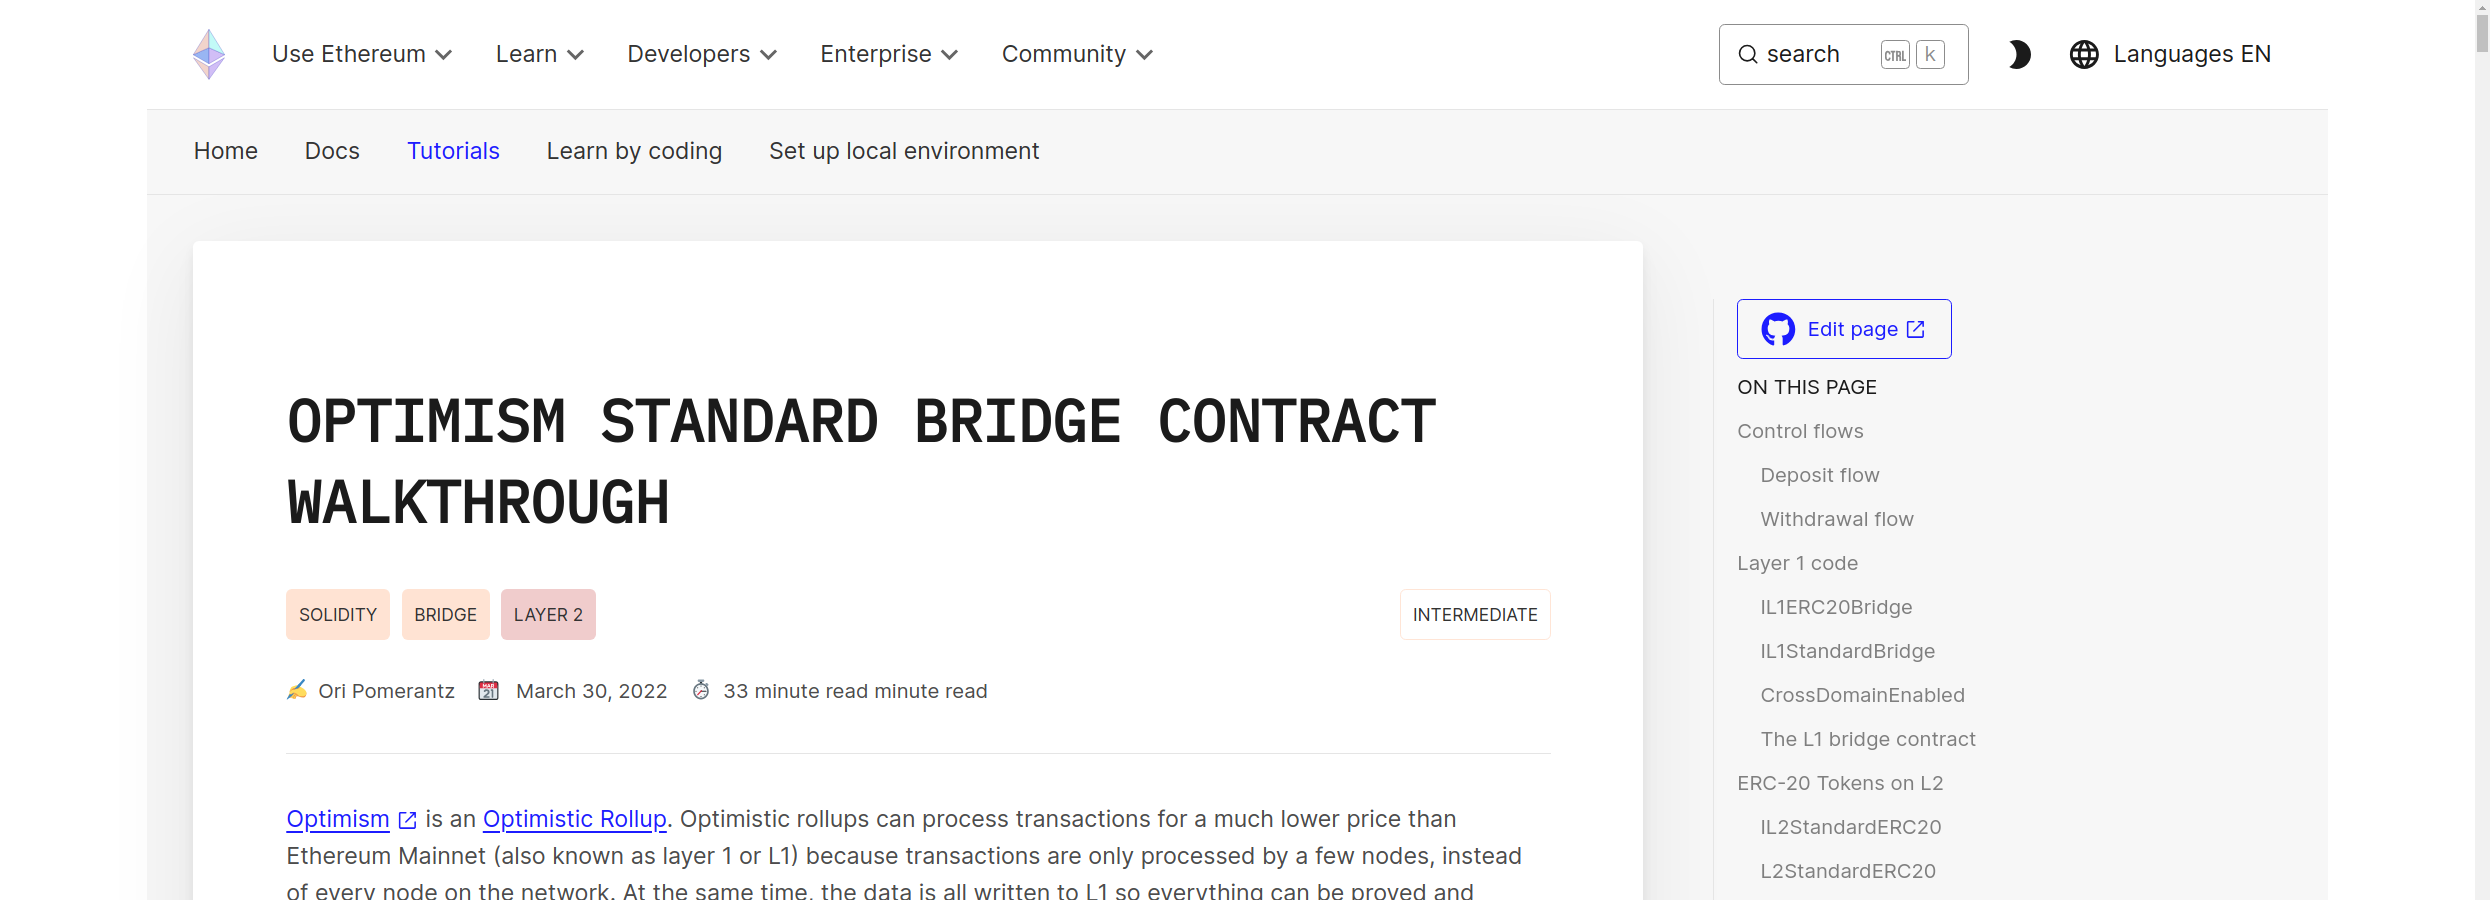 Use Ethereum Learn Developers Enterprise Community search CTRL k Languages EN
Home Docs Tutorials Learn by coding Set up local environment
OPTIMISM STANDARD BRIDGE CONTRACT
WALKTHROUGH
SOLIDITY BRIDGE LAYER 2 INTERMEDIATE
Ori Pomerantz March 30, 2022 33 minute read minute read
Optimism is an Optimistic Rollup. Optimistic rollups can process transactions for a much lower price than
Ethereum Mainnet (also known as layer 1 or L1) because transactions are only processed by a few nodes, instead
of every node on the network. At the same time, the data is all written to L1 so everything can be proved and
Edit page
ON THIS PAGE
Control flows
Deposit flow
Withdrawal flow
Layer 1 code
IL1ERC20Bridge
IL1StandardBridge
CrossDomainEnabled
The L1 bridge contract
ERC-20 Tokens on L2
IL2StandardERC20
L2StandardERC20